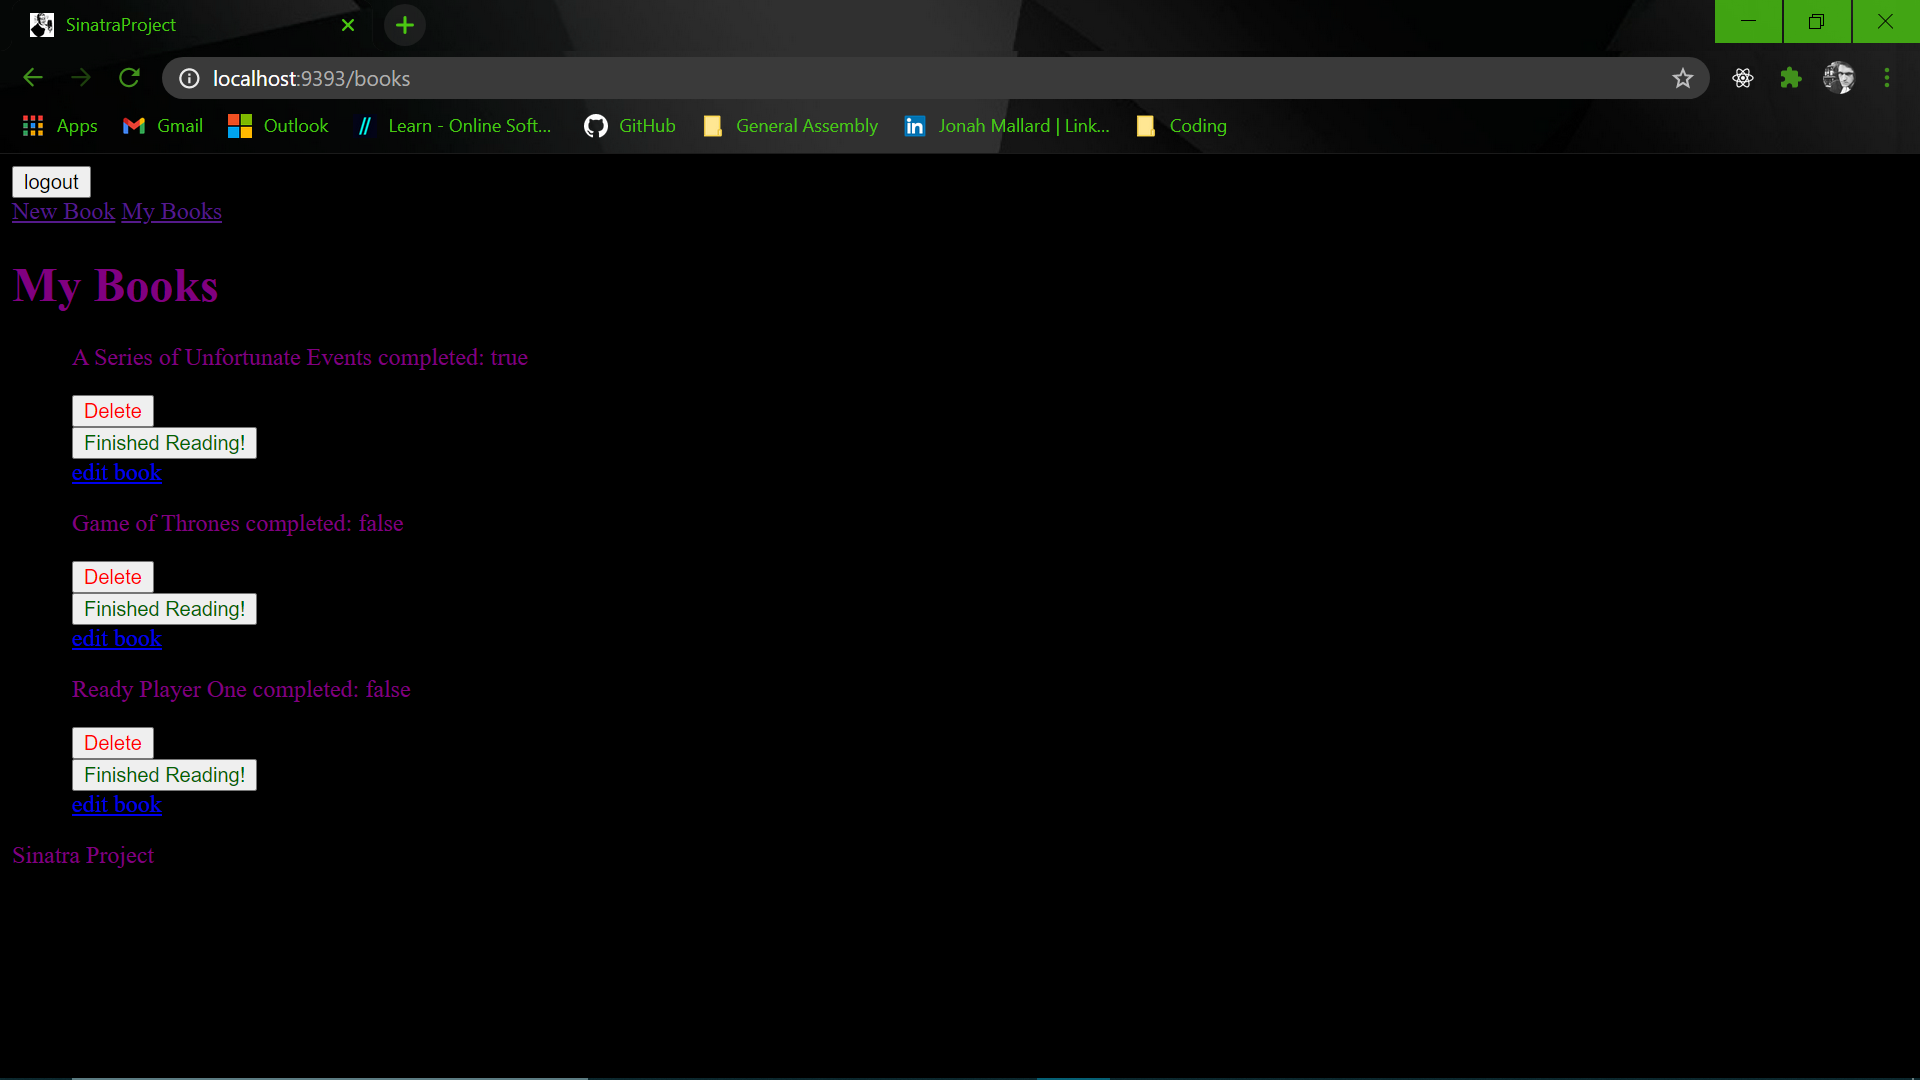 SinatraProject
localhost:9393/books
Apps Gmail Outlook Learn - Online Soft... GitHub General Assembly Jonah Mallard | Link... Coding
logout
New Book My Books
My Books
A Series of Unfortunate Events completed: true
Delete
Finished Reading!
edit book
Game of Thrones completed: false
Delete
Finished Reading!
edit book
Ready Player One completed: false
Delete
Finished Reading!
edit book
Sinatra Project